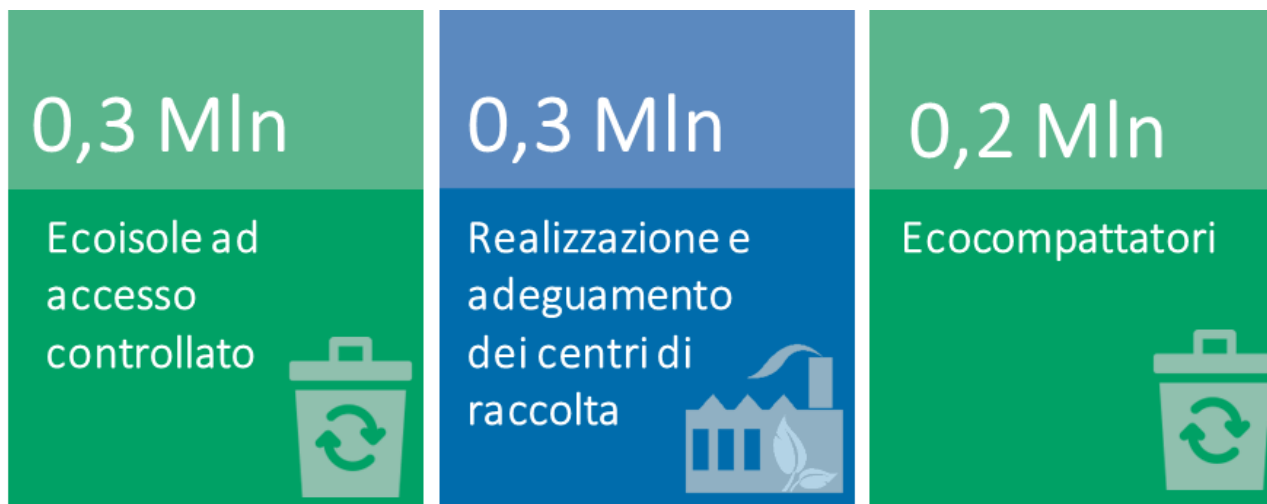 0,3 Mln
Ecoisole ad
accesso
controllato
0,3 Mln
Realizzazione e
adeguamento
dei centri di
raccolta
0,2 Mln
Ecocompattatori